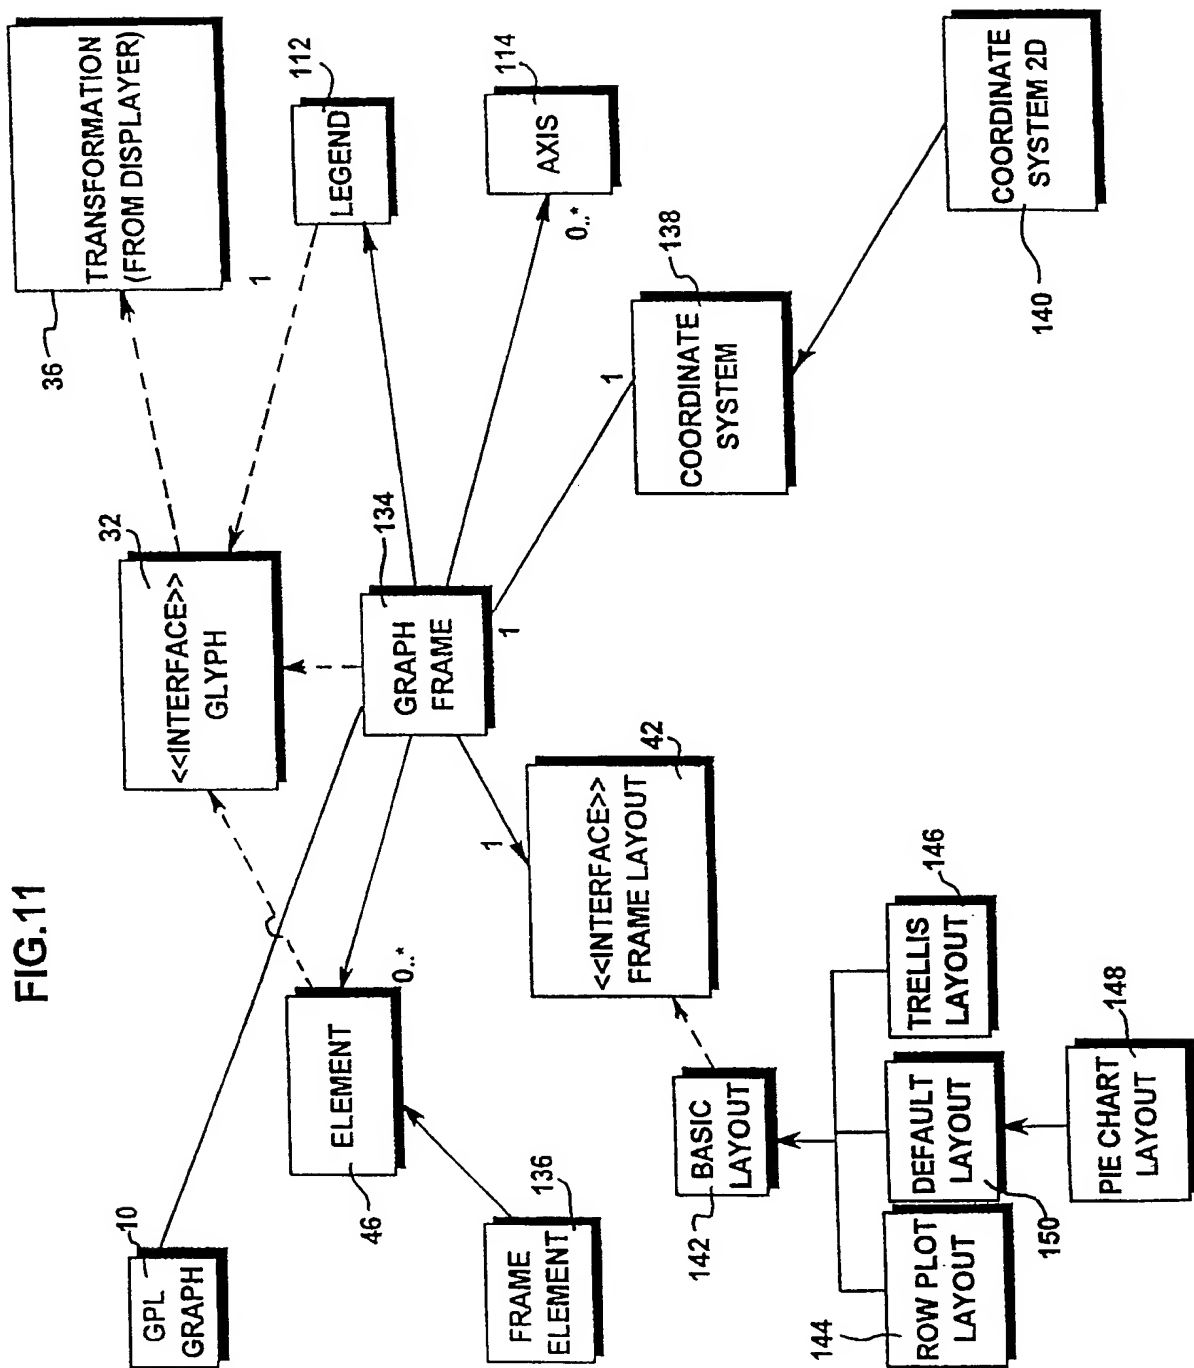 FIG.11
10
GPL
GRAPH
32
<<INTERFACE>>
GLYPH
36
TRANSFORMATION
(FROM DISPLAYER)
1
112
LEGEND
114
AXIS
0..*
134
GRAPH
FRAME
1
ELEMENT
46
0..*
FRAME
ELEMENT
136
1
<<INTERFACE>>
FRAME LAYOUT
42
1
COORDINATE
SYSTEM
138
COORDINATE
SYSTEM 2D
140
BASIC
LAYOUT
142
ROW PLOT
LAYOUT
144
DEFAULT
LAYOUT
150
TRELLIS
LAYOUT
146
PIE CHART
LAYOUT
148